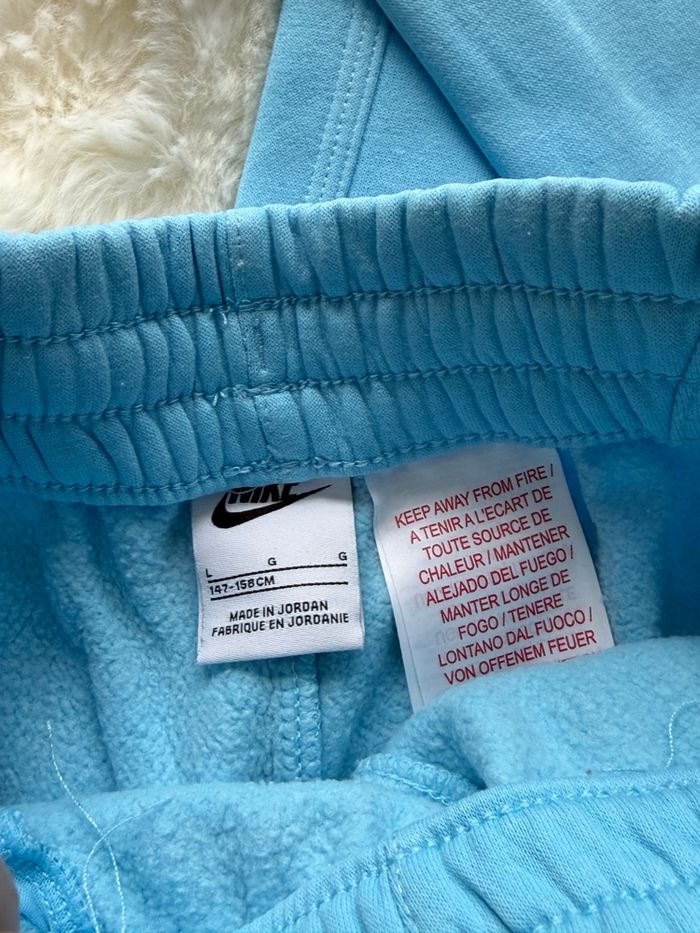 NIKE
L G G
147-158CM
MADE IN JORDAN
FABRIQUE EN JORDANIE
KEEP AWAY FROM FIRE /
A TENIR A L'ECART DE
TOUTE SOURCE DE
CHALEUR / MANTENER
ALEJADO DEL FUEGO /
MANTER LONGE DE
FOGO / TENERE
LONTANO DAL FUOCO /
VON OFFENEM FEUER